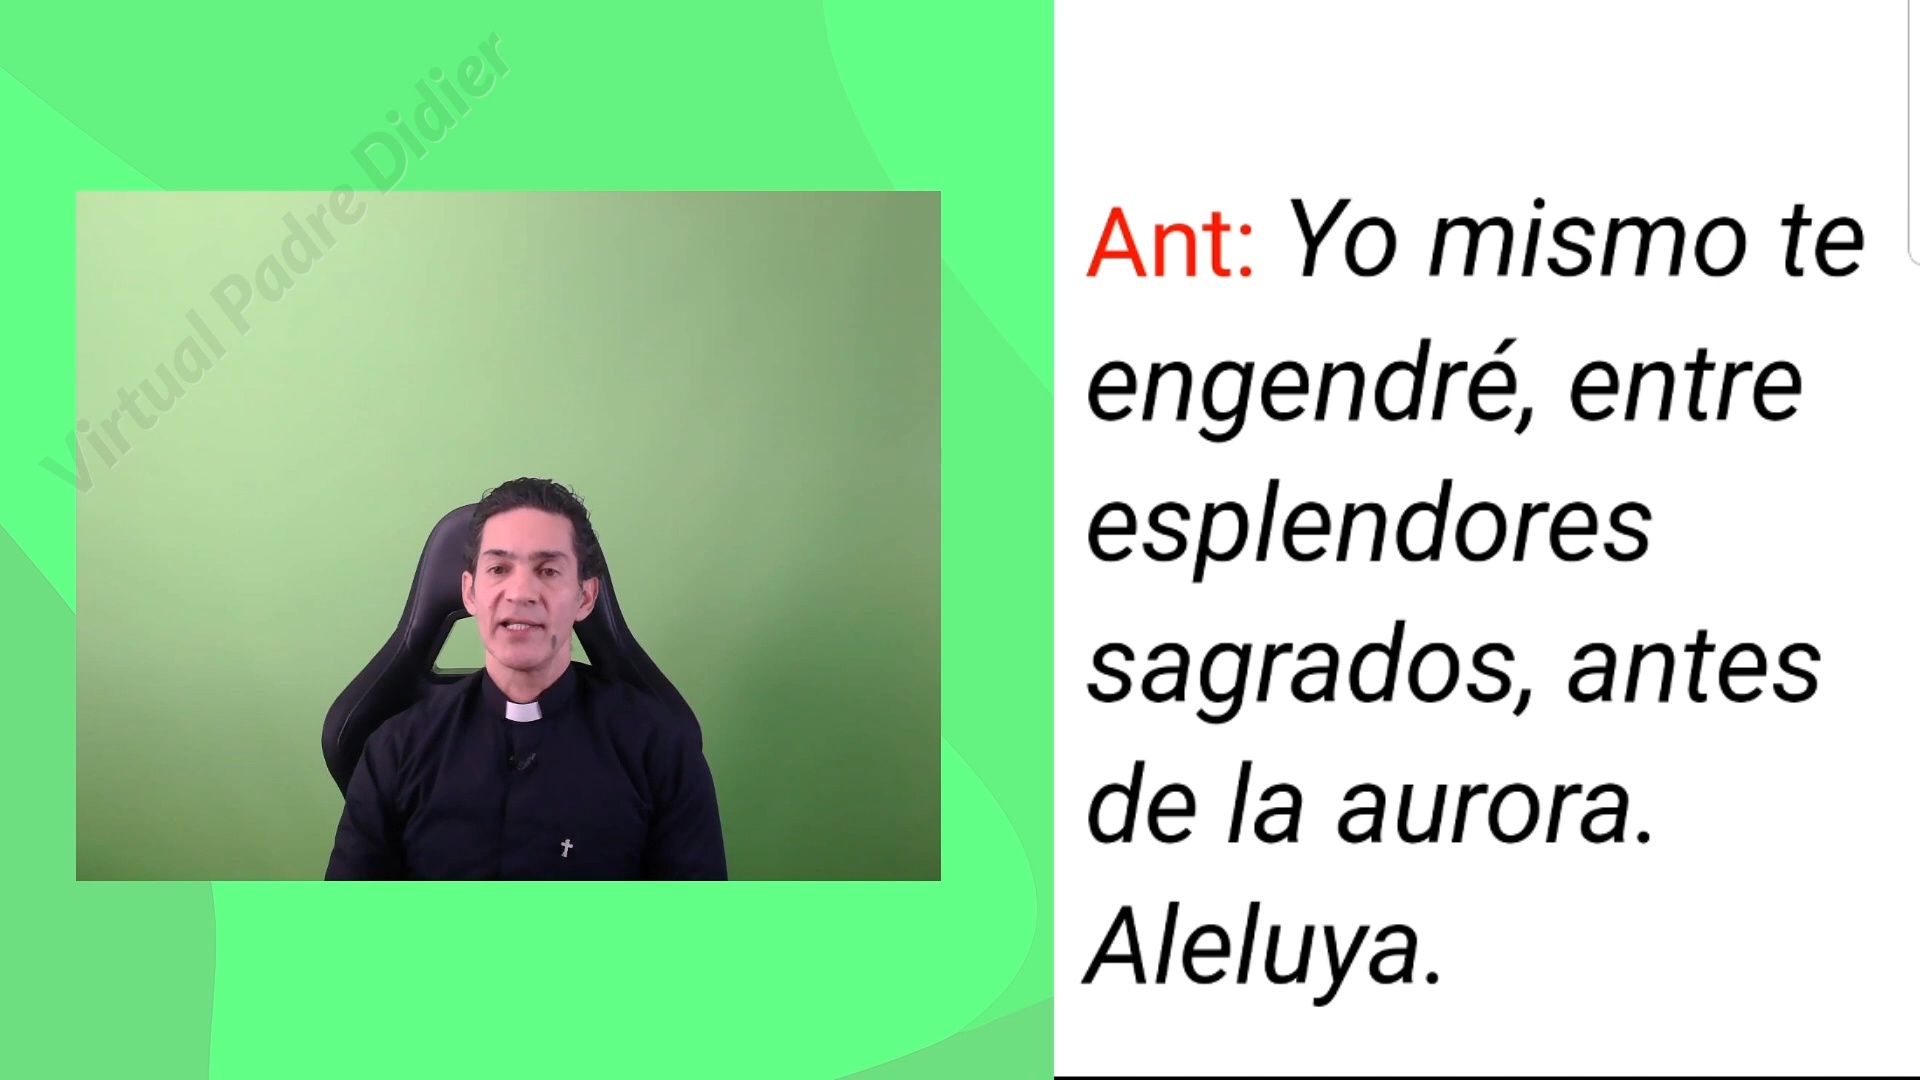 Virtual Padre Didier
Ant: Yo mismo te
engendré, entre
esplendores
sagrados, antes
de la aurora.
Aleluya.